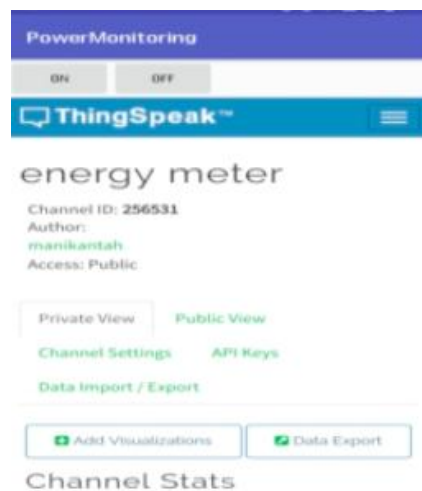 PowerMonitoring
ON OFF
ThingSpeak™
energy meter
Channel ID: 256531
Author:
manikantah
Access: Public
Private View Public View
Channel Settings API Keys
Data Import / Export
Add Visualizations Data Export
Channel Stats